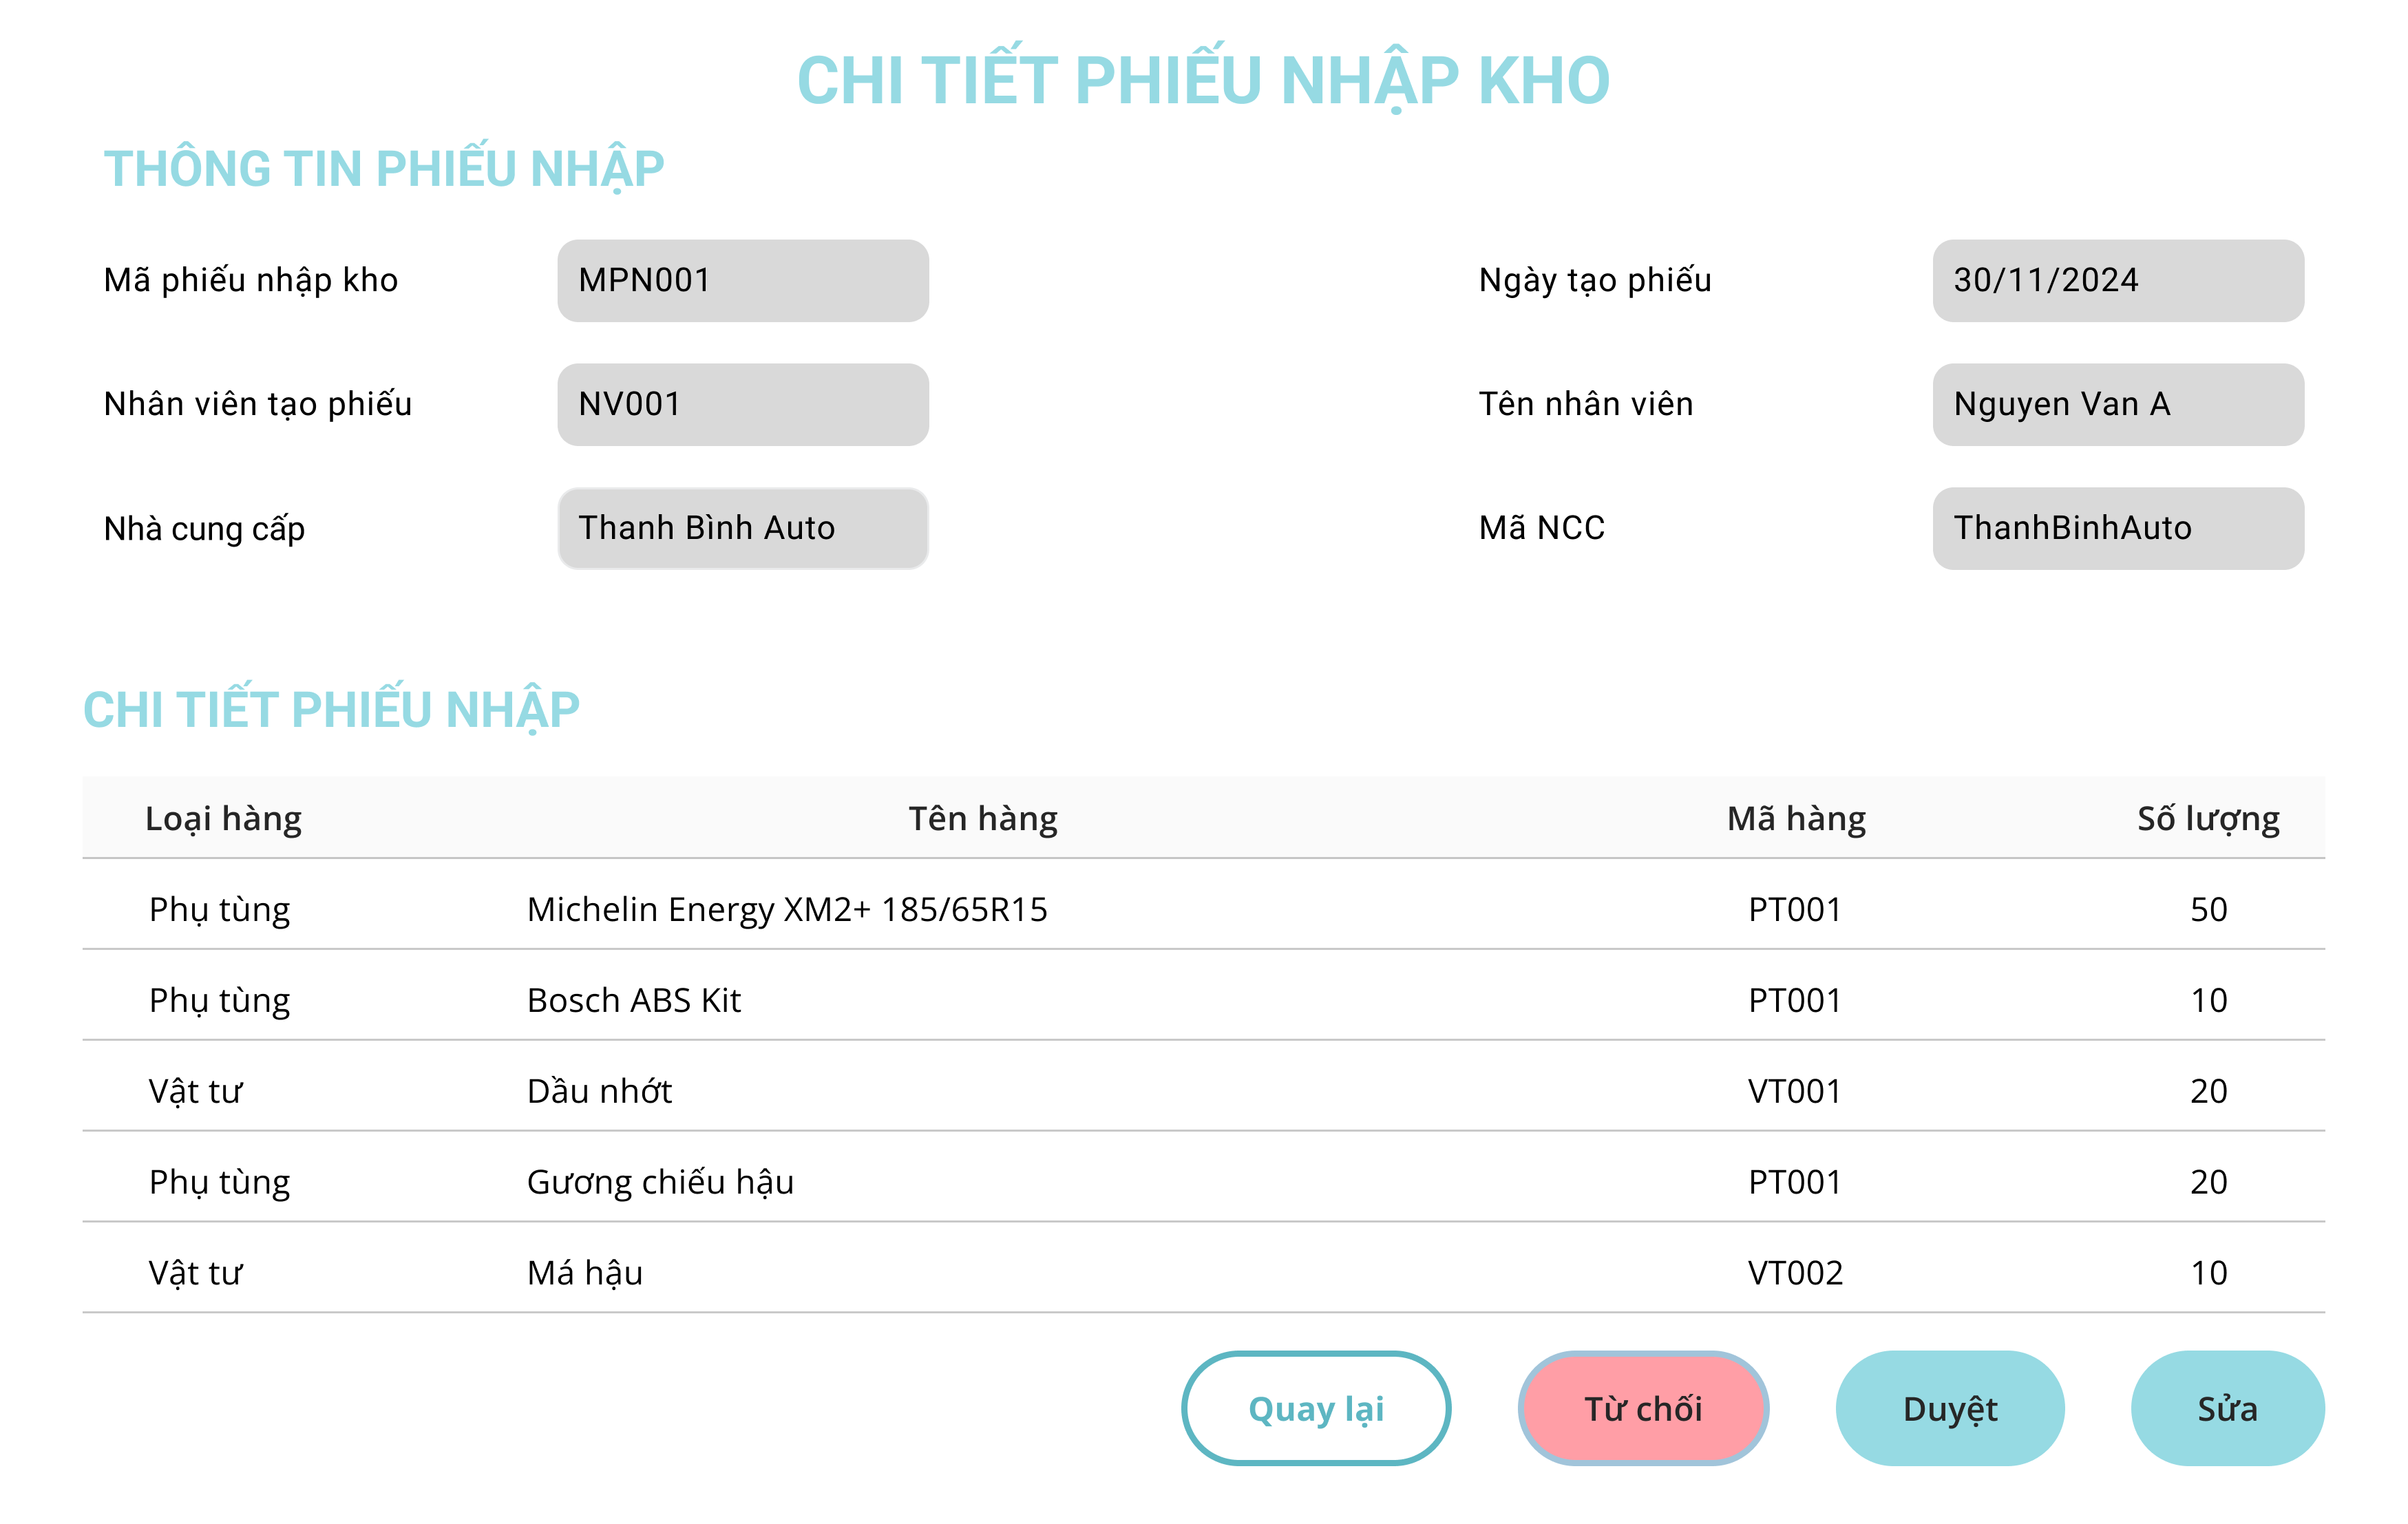 CHI TIẾT PHIẾU NHẬP KHO
THÔNG TIN PHIẾU NHẬP
Mã phiếu nhập kho MPN001 Ngày tạo phiếu 30/11/2024
Nhân viên tạo phiếu NV001 Tên nhân viên Nguyen Van A
Nhà cung cấp Thanh Bình Auto Mã NCC ThanhBinhAuto
CHI TIẾT PHIẾU NHẬP
Loại hàng Tên hàng Mã hàng Số lượng
Phụ tùng Michelin Energy XM2+ 185/65R15 PT001 50
Phụ tùng Bosch ABS Kit PT001 10
Vật tư Dầu nhớt VT001 20
Phụ tùng Gương chiếu hậu PT001 20
Vật tư Má hậu VT002 10
Quay lại Từ chối Duyệt Sửa